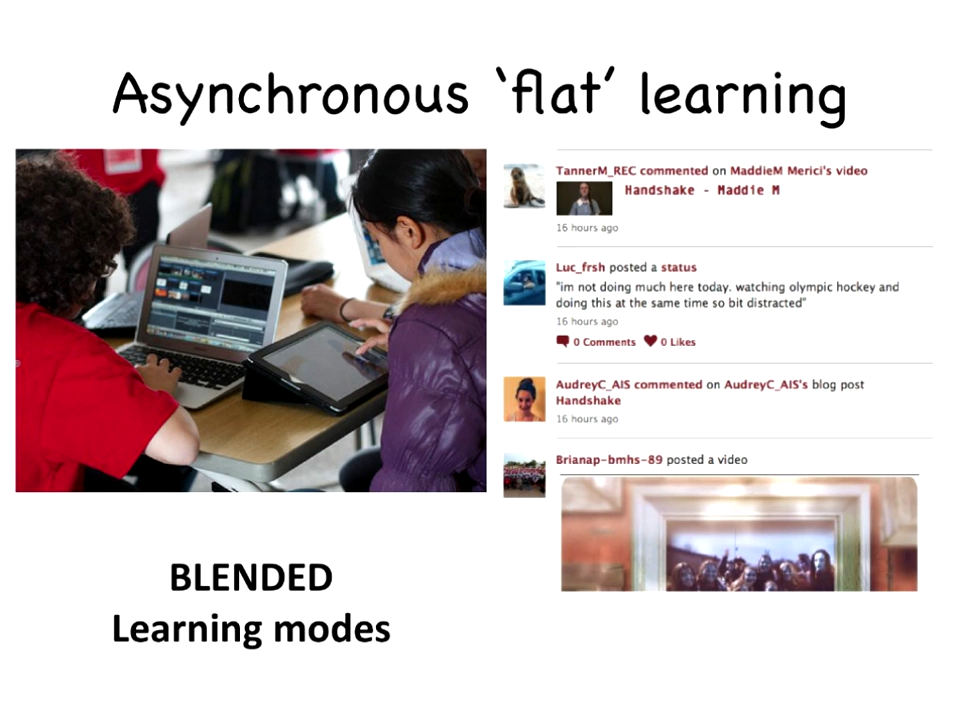 Asynchronous ‘flat’ learning
TannerM_REC commented on MaddieM Merici's video
Handshake - Maddie M
16 hours ago
Luc_frsh posted a status
"im not doing much here today. watching olympic hockey and
doing this at the same time so bit distracted"
16 hours ago
0 Comments 0 Likes
AudreyC_AIS commented on AudreyC_AIS's blog post
Handshake
16 hours ago
Brianap-bmhs-89 posted a video
BLENDED
Learning modes